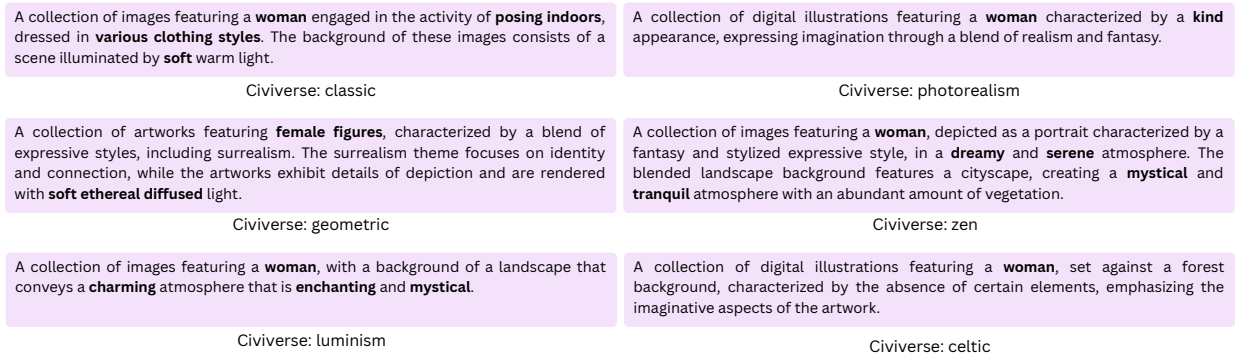 A collection of images featuring a woman engaged in the activity of posing indoors,
dressed in various clothing styles. The background of these images consists of a
scene illuminated by soft warm light.
Civiverse: classic
A collection of digital illustrations featuring a woman characterized by a kind
appearance, expressing imagination through a blend of realism and fantasy.
Civiverse: photorealism
A collection of artworks featuring female figures, characterized by a blend of
expressive styles, including surrealism. The surrealism theme focuses on identity
and connection, while the artworks exhibit details of depiction and are rendered
with soft ethereal diffused light.
Civiverse: geometric
A collection of images featuring a woman, depicted as a portrait characterized by a
fantasy and stylized expressive style, in a dreamy and serene atmosphere. The
blended landscape background features a cityscape, creating a mystical and
tranquil atmosphere with an abundant amount of vegetation.
Civiverse: zen
A collection of images featuring a woman, with a background of a landscape that
conveys a charming atmosphere that is enchanting and mystical.
Civiverse: luminism
A collection of digital illustrations featuring a woman, set against a forest
background, characterized by the absence of certain elements, emphasizing the
imaginative aspects of the artwork.
Civiverse: celtic